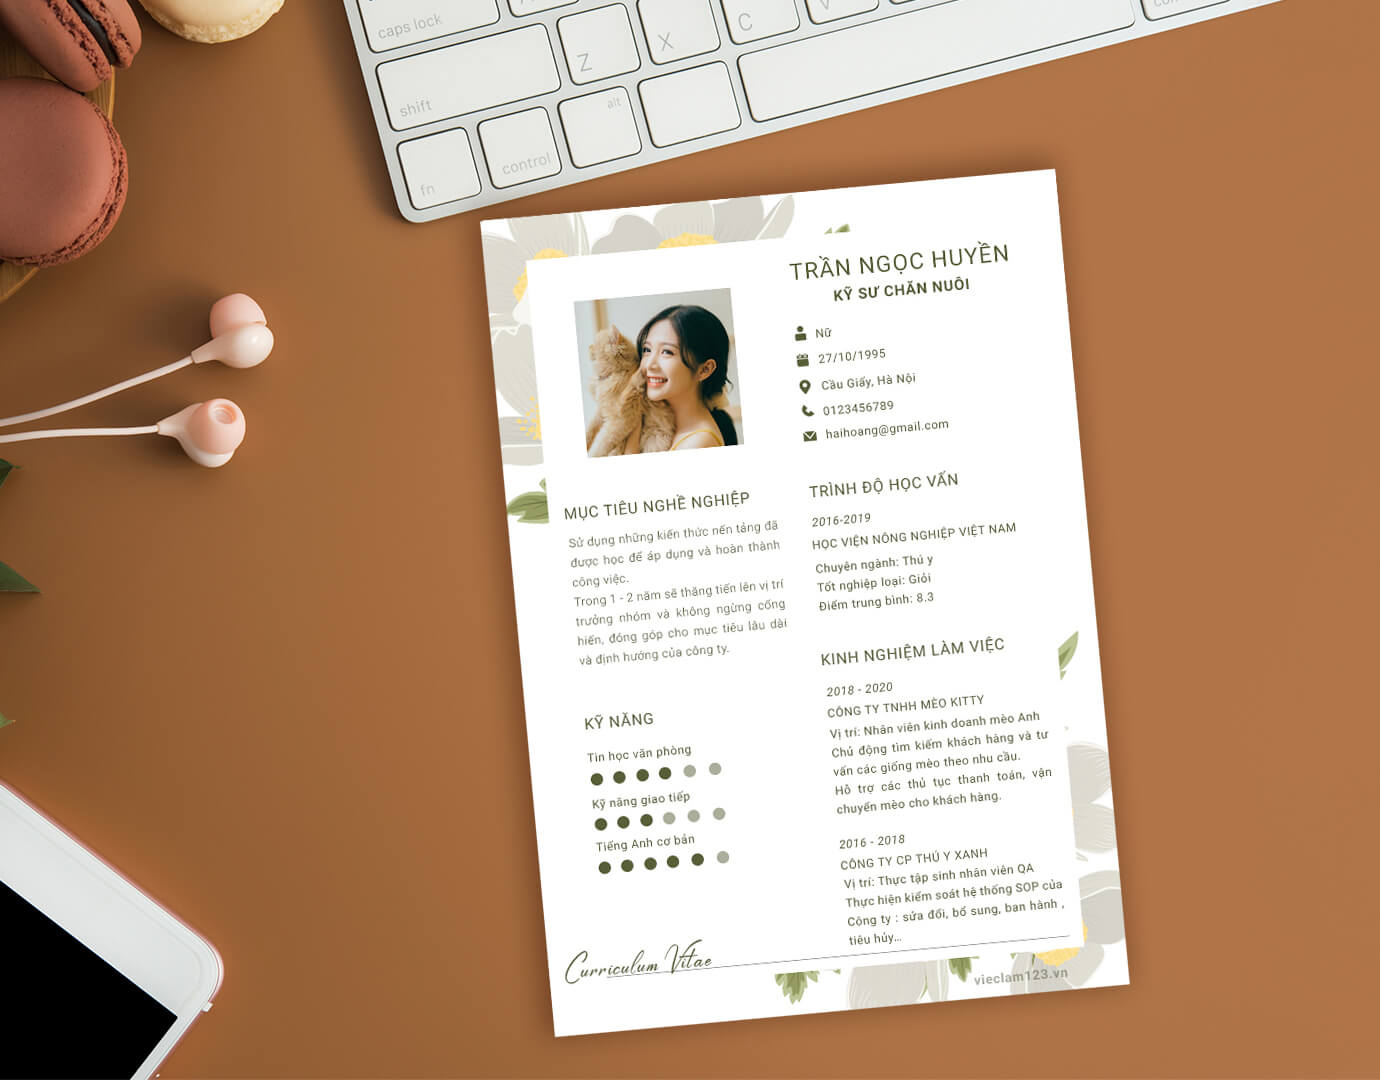 caps lock
Z
X
C
V
shift
alt
fn
control
TRẦN NGỌC HUYỀN
KỸ SƯ CHĂN NUÔI
Nữ
27/10/1995
Cầu Giấy, Hà Nội
0123456789
haihoang@gmail.com
MỤC TIÊU NGHỀ NGHIỆP
Sử dụng những kiến thức nền tảng đã
được học để áp dụng và hoàn thành
công việc.
Trong 1 - 2 năm sẽ thăng tiến lên vị trí
trưởng nhóm và không ngừng cống
hiến, đóng góp cho mục tiêu lâu dài
và định hướng của công ty.
KỸ NĂNG
Tin học văn phòng
Kỹ năng giao tiếp
Tiếng Anh cơ bản
TRÌNH ĐỘ HỌC VẤN
2016-2019
HỌC VIỆN NÔNG NGHIỆP VIỆT NAM
Chuyên ngành: Thú y
Tốt nghiệp loại: Giỏi
Điểm trung bình: 8.3
KINH NGHIỆM LÀM VIỆC
2018 - 2020
CÔNG TY TNHH MÈO KITTY
Vị trí: Nhân viên kinh doanh mèo Anh
Chủ động tìm kiếm khách hàng và tư
vấn các giống mèo theo nhu cầu.
Hỗ trợ các thủ tục thanh toán, vận
chuyển mèo cho khách hàng.
2016 - 2018
CÔNG TY CP THÚ Y XANH
Vị trí: Thực tập sinh nhân viên QA
Thực hiện kiểm soát hệ thống SOP của
Công ty : sửa đổi, bổ sung, ban hành ,
tiêu hủy...
Curriculum Vitae
vieclam123.vn